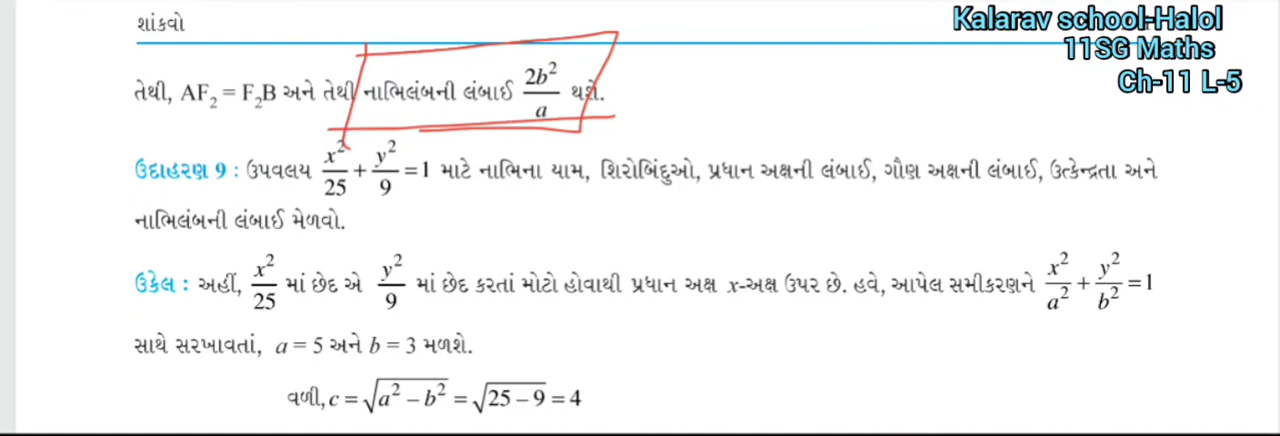 શાંકવો
Kalarav school-Halol
11SG Maths
Ch-11 L-5
તેથી, AF₂ = F₂B અને તેથી નાભિલંબની લંબાઈ 2b²/a થશે.
ઉદાહરણ 9 : ઉપવલય x²/25 + y²/9 = 1 માટે નાભિના યામ, શિરોબિંદુઓ, પ્રધાન અક્ષની લંબાઈ, ગૌણ અક્ષની લંબાઈ, ઉત્કેન્દ્રતા અને
નાભિલંબની લંબાઈ મેળવો.
ઉકેલ : અહીં, x²/25 માં છેદ એ y²/9 માં છેદ કરતાં મોટો હોવાથી પ્રધાન અક્ષ x-અક્ષ ઉપર છે. હવે, આપેલ સમીકરણને x²/a² + y²/b² = 1
સાથે સરખાવતાં, a = 5 અને b = 3 મળશે.
વળી, c = √(a² – b²) = √(25 – 9) = 4